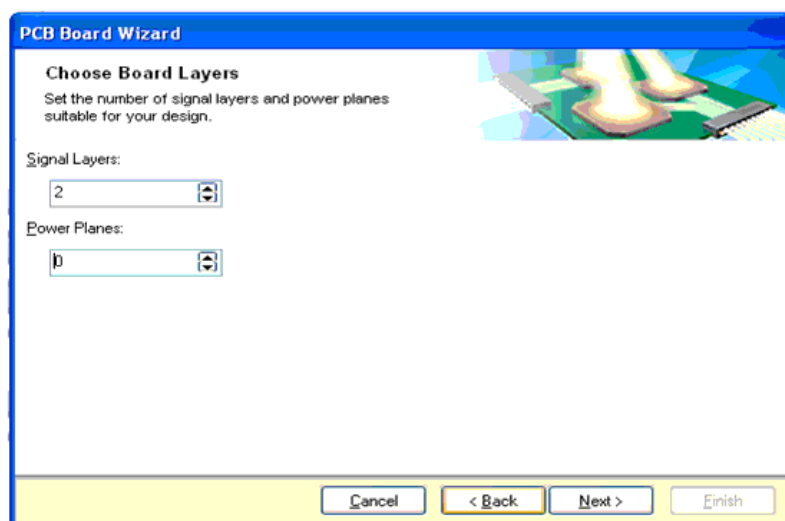 PCB Board Wizard
Choose Board Layers
Set the number of signal layers and power planes
suitable for your design.
Signal Layers:
2
Power Planes:
0
Cancel < Back Next > Finish